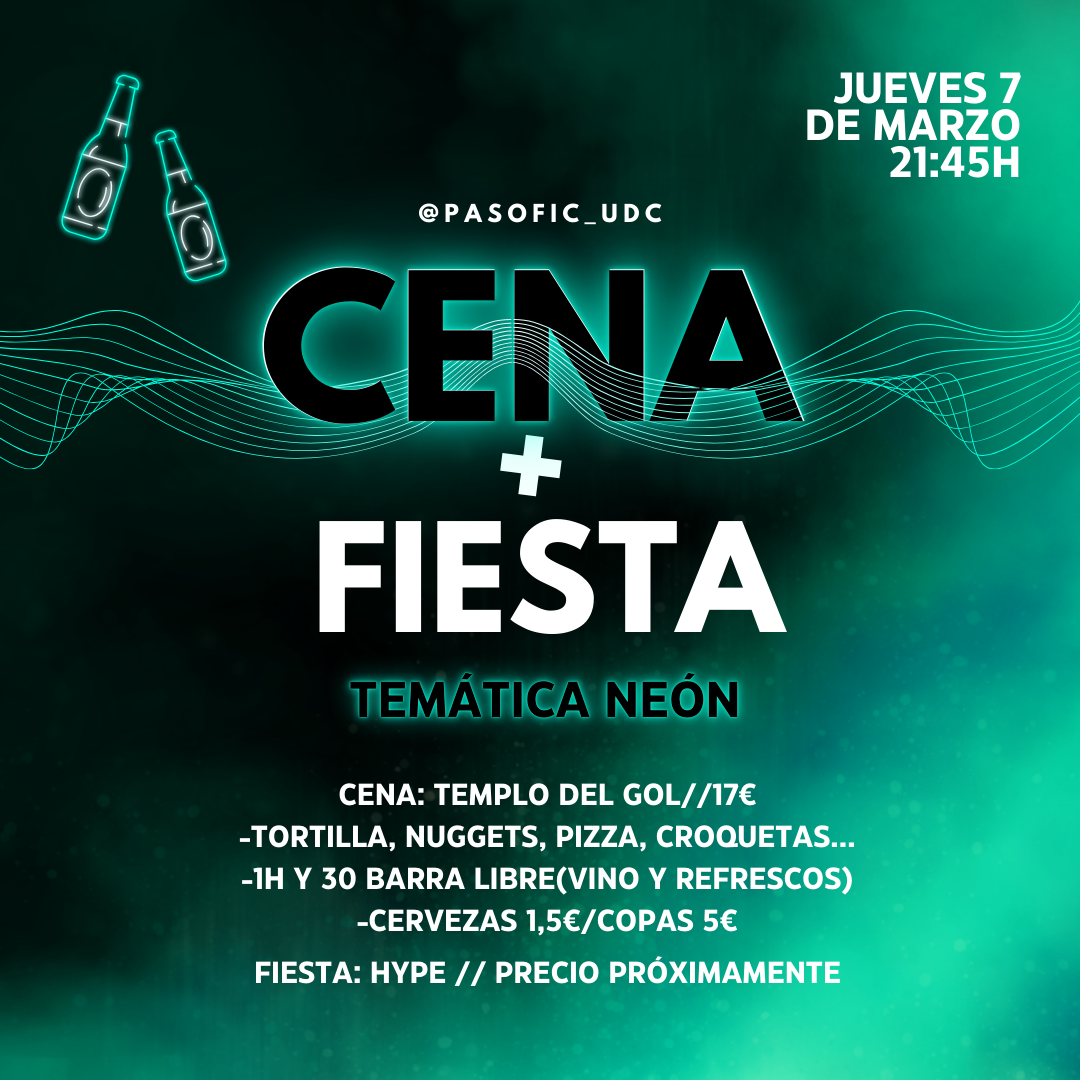 JUEVES 7
DE MARZO
21:45H
@PASOFIC_UDC
CENA
+
FIESTA
TEMÁTICA NEÓN
CENA: TEMPLO DEL GOL//17€
-TORTILLA, NUGGETS, PIZZA, CROQUETAS...
-1H Y 30 BARRA LIBRE(VINO Y REFRESCOS)
-CERVEZAS 1,5€/COPAS 5€
FIESTA: HYPE // PRECIO PRÓXIMAMENTE